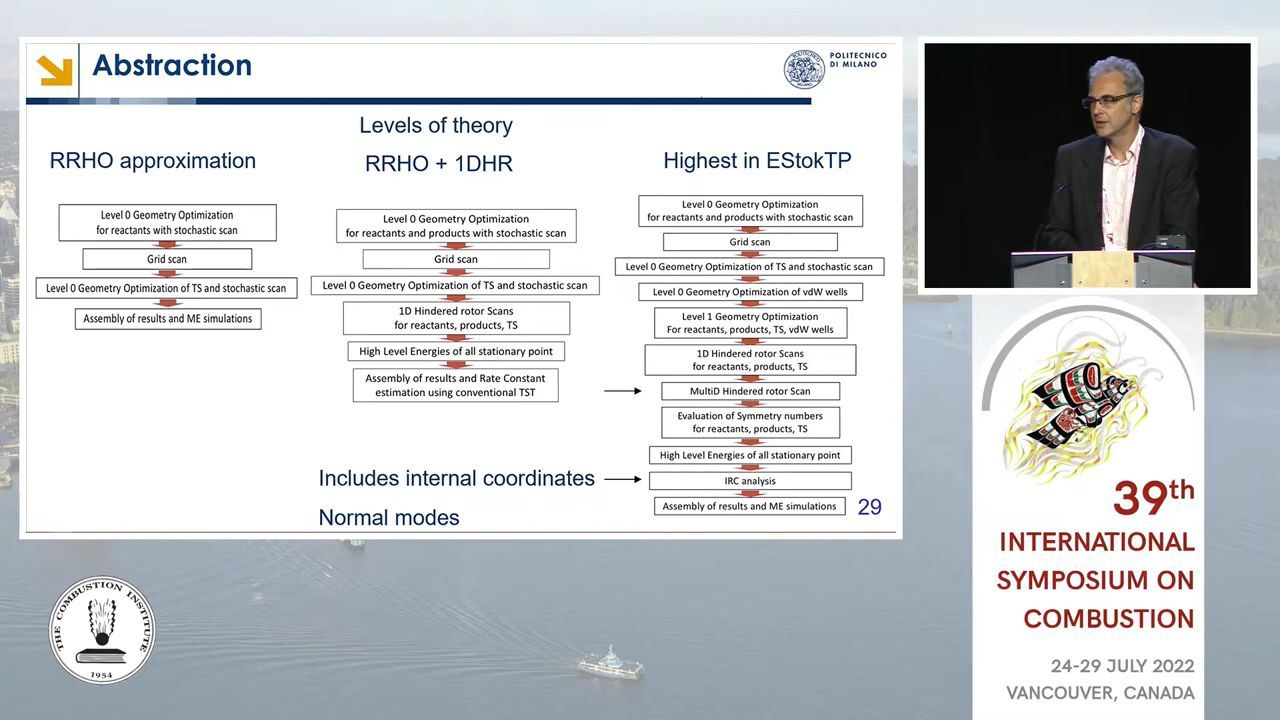 Abstraction
POLITECNICO
DI MILANO
Levels of theory
RRHO approximation
Level 0 Geometry Optimization
for reactants with stochastic scan
Grid scan
Level 0 Geometry Optimization of TS and stochastic scan
Assembly of results and ME simulations
RRHO + 1DHR
Level 0 Geometry Optimization
for reactants and products with stochastic scan
Grid scan
Level 0 Geometry Optimization of TS and stochastic scan
1D Hindered rotor Scans
for reactants, products, TS
High Level Energies of all stationary point
Assembly of results and Rate Constant
estimation using conventional TST
Highest in EStokTP
Level 0 Geometry Optimization
for reactants and products with stochastic scan
Grid scan
Level 0 Geometry Optimization of TS and stochastic scan
Level 0 Geometry Optimization of vdW wells
Level 1 Geometry Optimization
For reactants, products, TS, vdW wells
1D Hindered rotor Scans
for reactants, products, TS
MultiD Hindered rotor Scan
Evaluation of Symmetry numbers
for reactants, products, TS
High Level Energies of all stationary point
IRC analysis
Assembly of results and ME simulations
Includes internal coordinates
Normal modes
29
THE COMBUSTION INSTITUTE
1954
39th
INTERNATIONAL
SYMPOSIUM ON
COMBUSTION
24-29 JULY 2022
VANCOUVER, CANADA